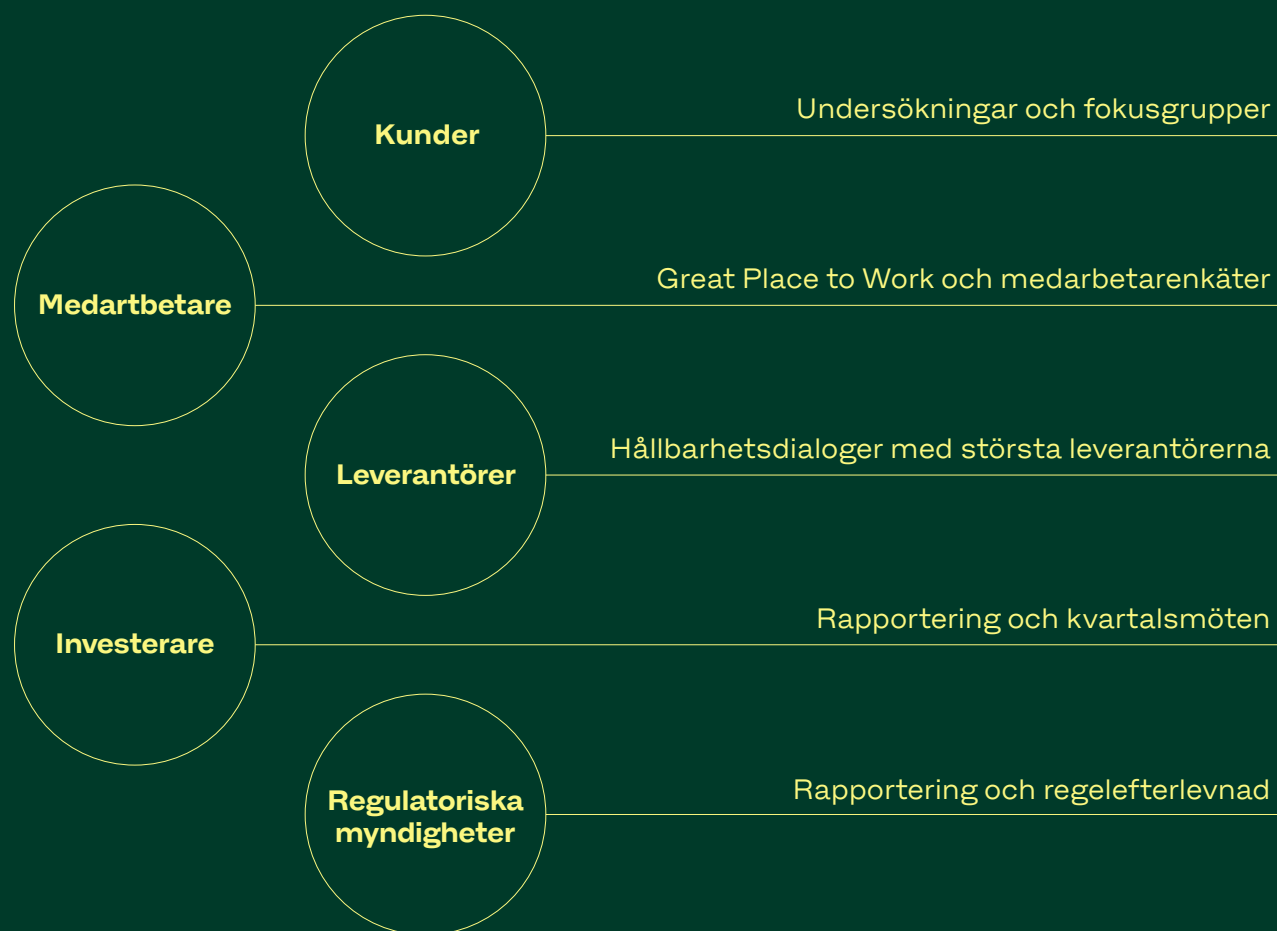 Kunder
Undersökningar och fokusgrupper
Medartbetare
Great Place to Work och medarbetarenkäter
Leverantörer
Hållbarhetsdialoger med största leverantörerna
Investerare
Rapportering och kvartalsmöten
Regulatoriska
myndigheter
Rapportering och regelefterlevnad